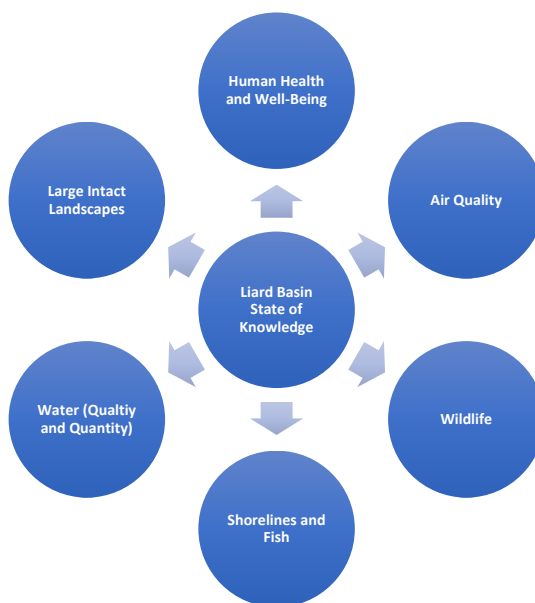 Human Health
and Well-Being
Large Intact
Landscapes
Air Quality
Liard Basin
State of
Knowledge
Water (Qualtiy
and Quantity)
Wildlife
Shorelines and
Fish